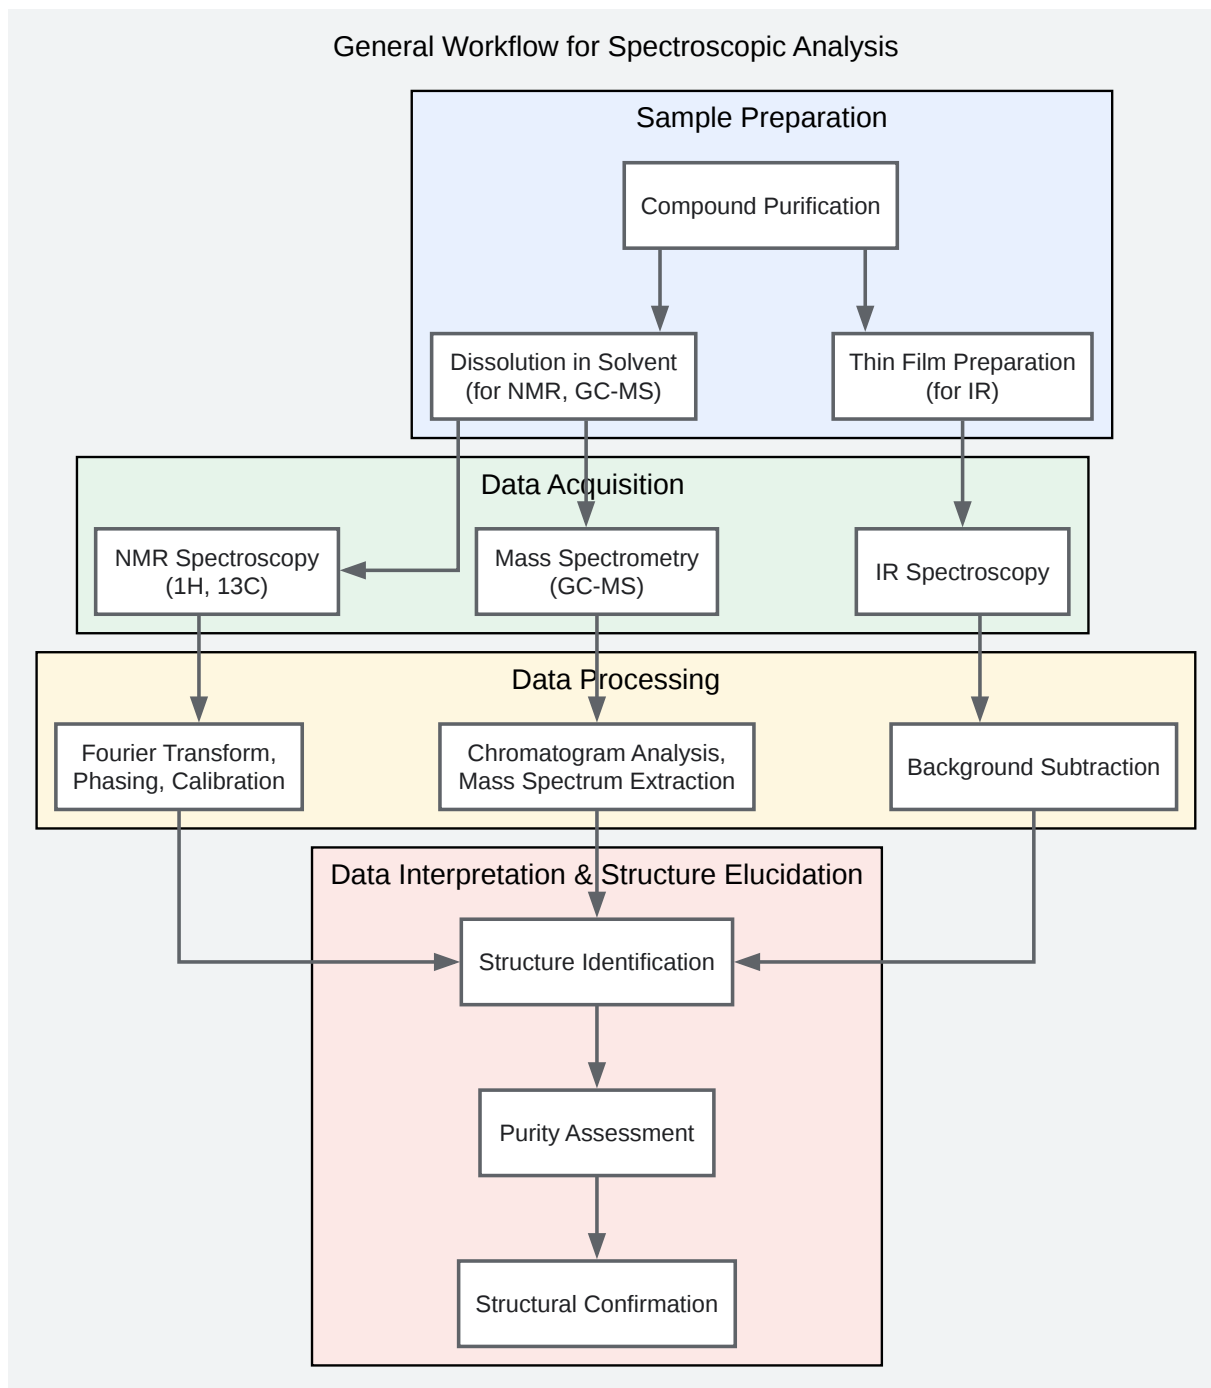 General Workflow for Spectroscopic Analysis
Sample Preparation
Compound Purification
Dissolution in Solvent
(for NMR, GC-MS)
Thin Film Preparation
(for IR)
Data Acquisition
NMR Spectroscopy
(1H, 13C)
Mass Spectrometry
(GC-MS)
IR Spectroscopy
Data Processing
Fourier Transform,
Phasing, Calibration
Chromatogram Analysis,
Mass Spectrum Extraction
Background Subtraction
Data Interpretation & Structure Elucidation
Structure Identification
Purity Assessment
Structural Confirmation